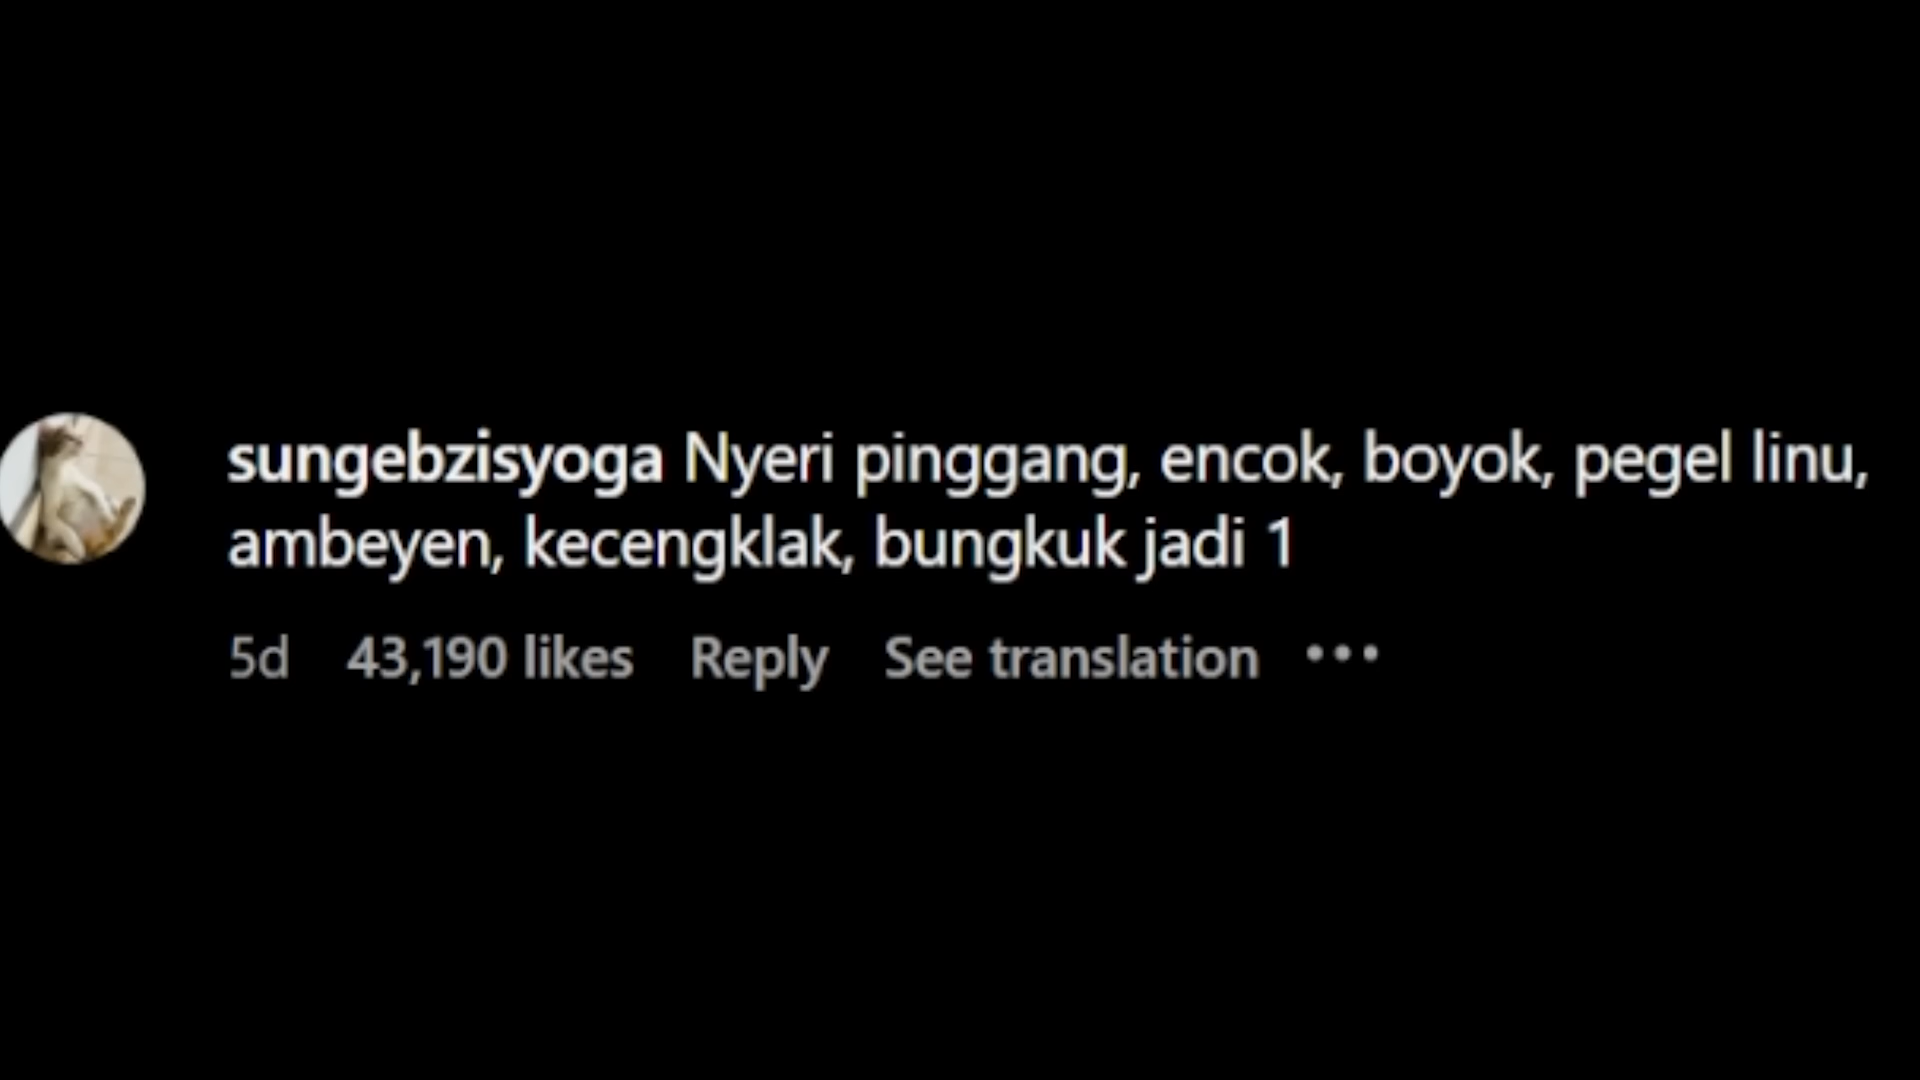 sungebzisyoga Nyeri pinggang, encok, boyok, pegel linu,
ambeyen, kecengklak, bungkuk jadi 1
5d 43,190 likes Reply See translation •••